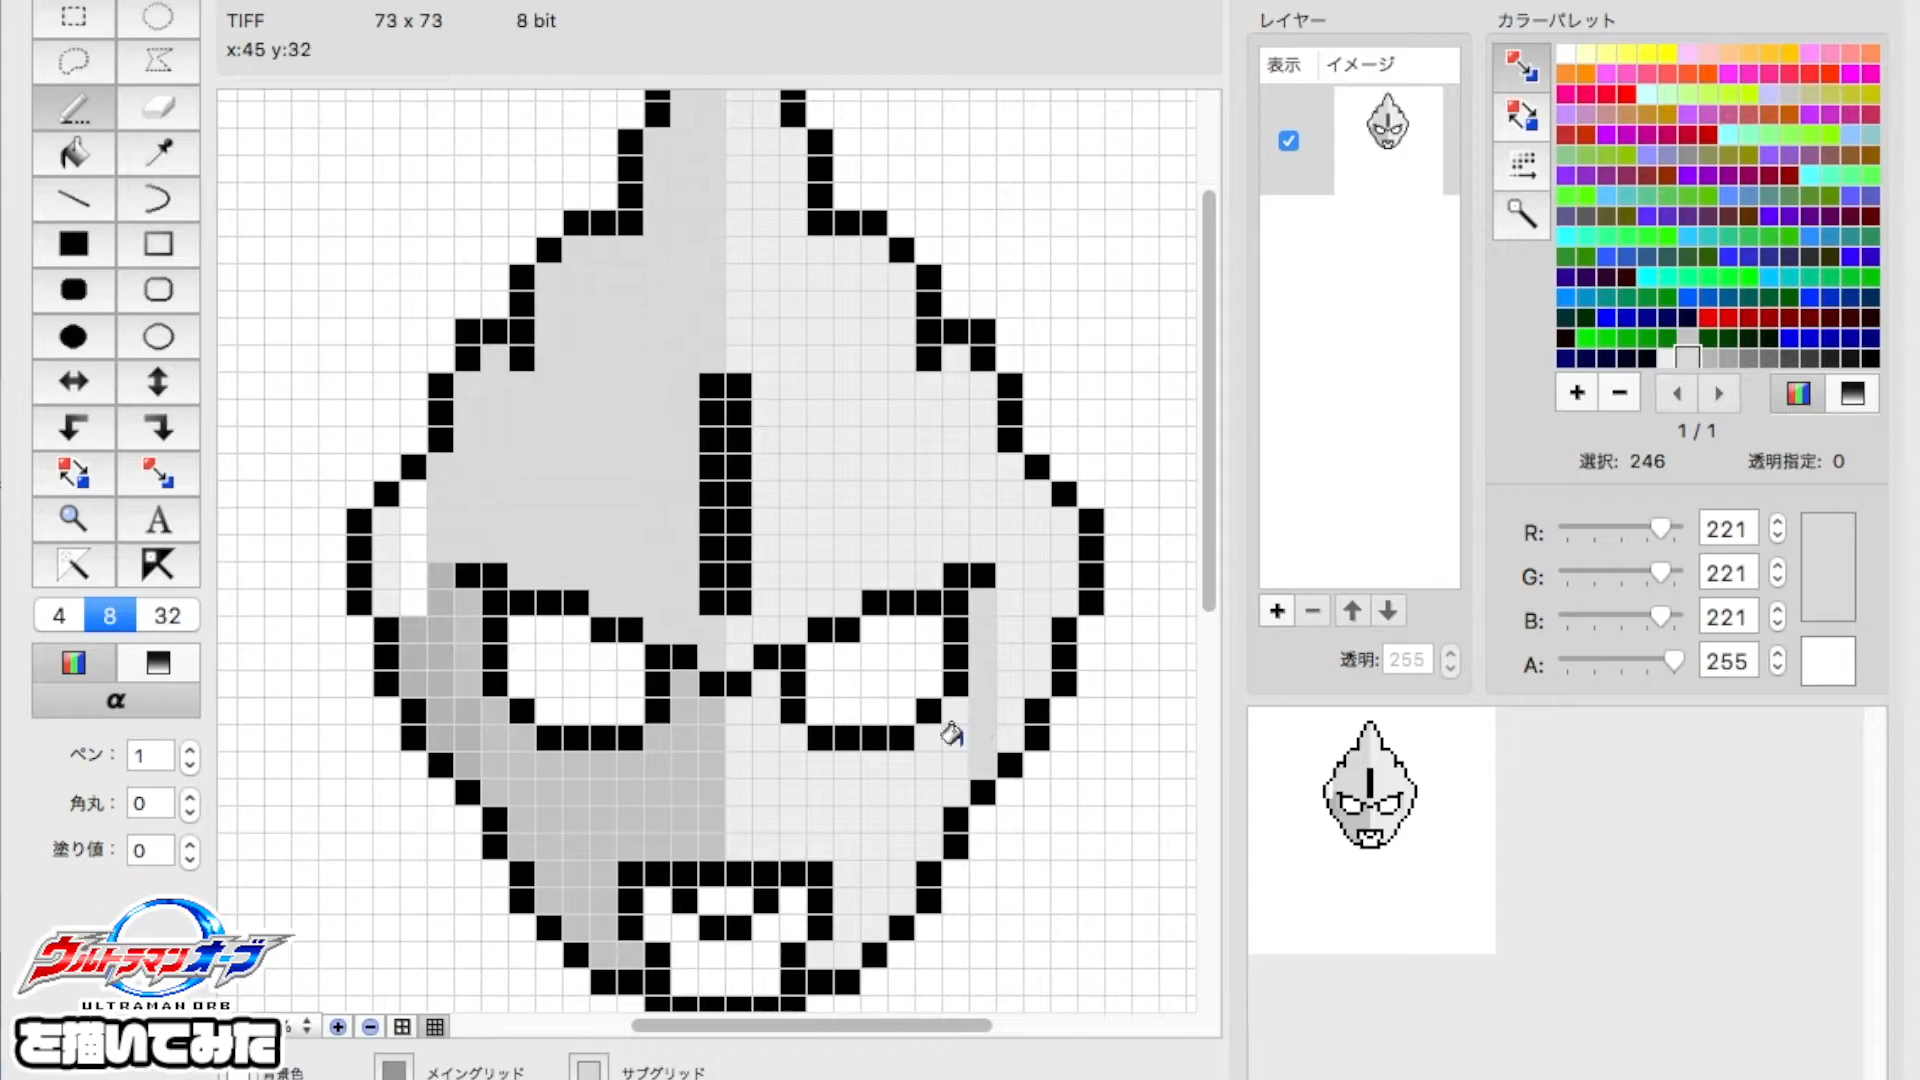 TIFF 73 x 73 8 bit
x:45 y:32
レイヤー
表示 イメージ
カラーパレット
1 / 1
選択: 246 透明指定: 0
R: 221
G: 221
B: 221
A: 255
透明: 255
A
4 8 32
α
ペン: 1
角丸: 0
塗り値: 0
ウルトラマンオーブ
ULTRAMAN ORB
を描いてみた
%
背景色 メイングリッド サブグリッド